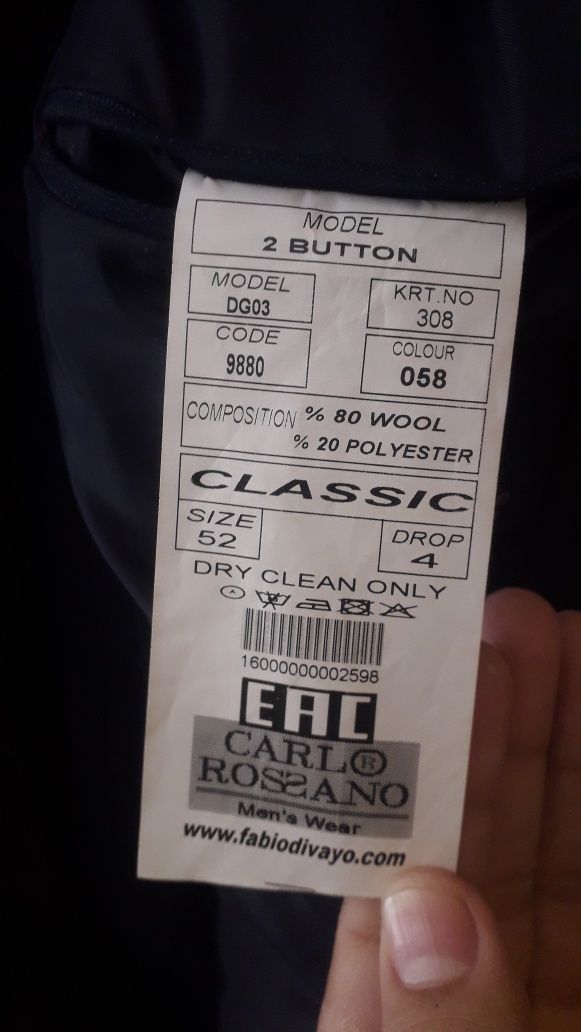 MODEL
2 BUTTON
MODEL
DG03
KRT.NO
308
CODE
9880
COLOUR
058
COMPOSITION % 80 WOOL
% 20 POLYESTER
CLASSIC
SIZE
52
DROP
4
DRY CLEAN ONLY
16000000002598
EAC
CARLO®
ROSSANO
Men's Wear
www.fabiodivayo.com